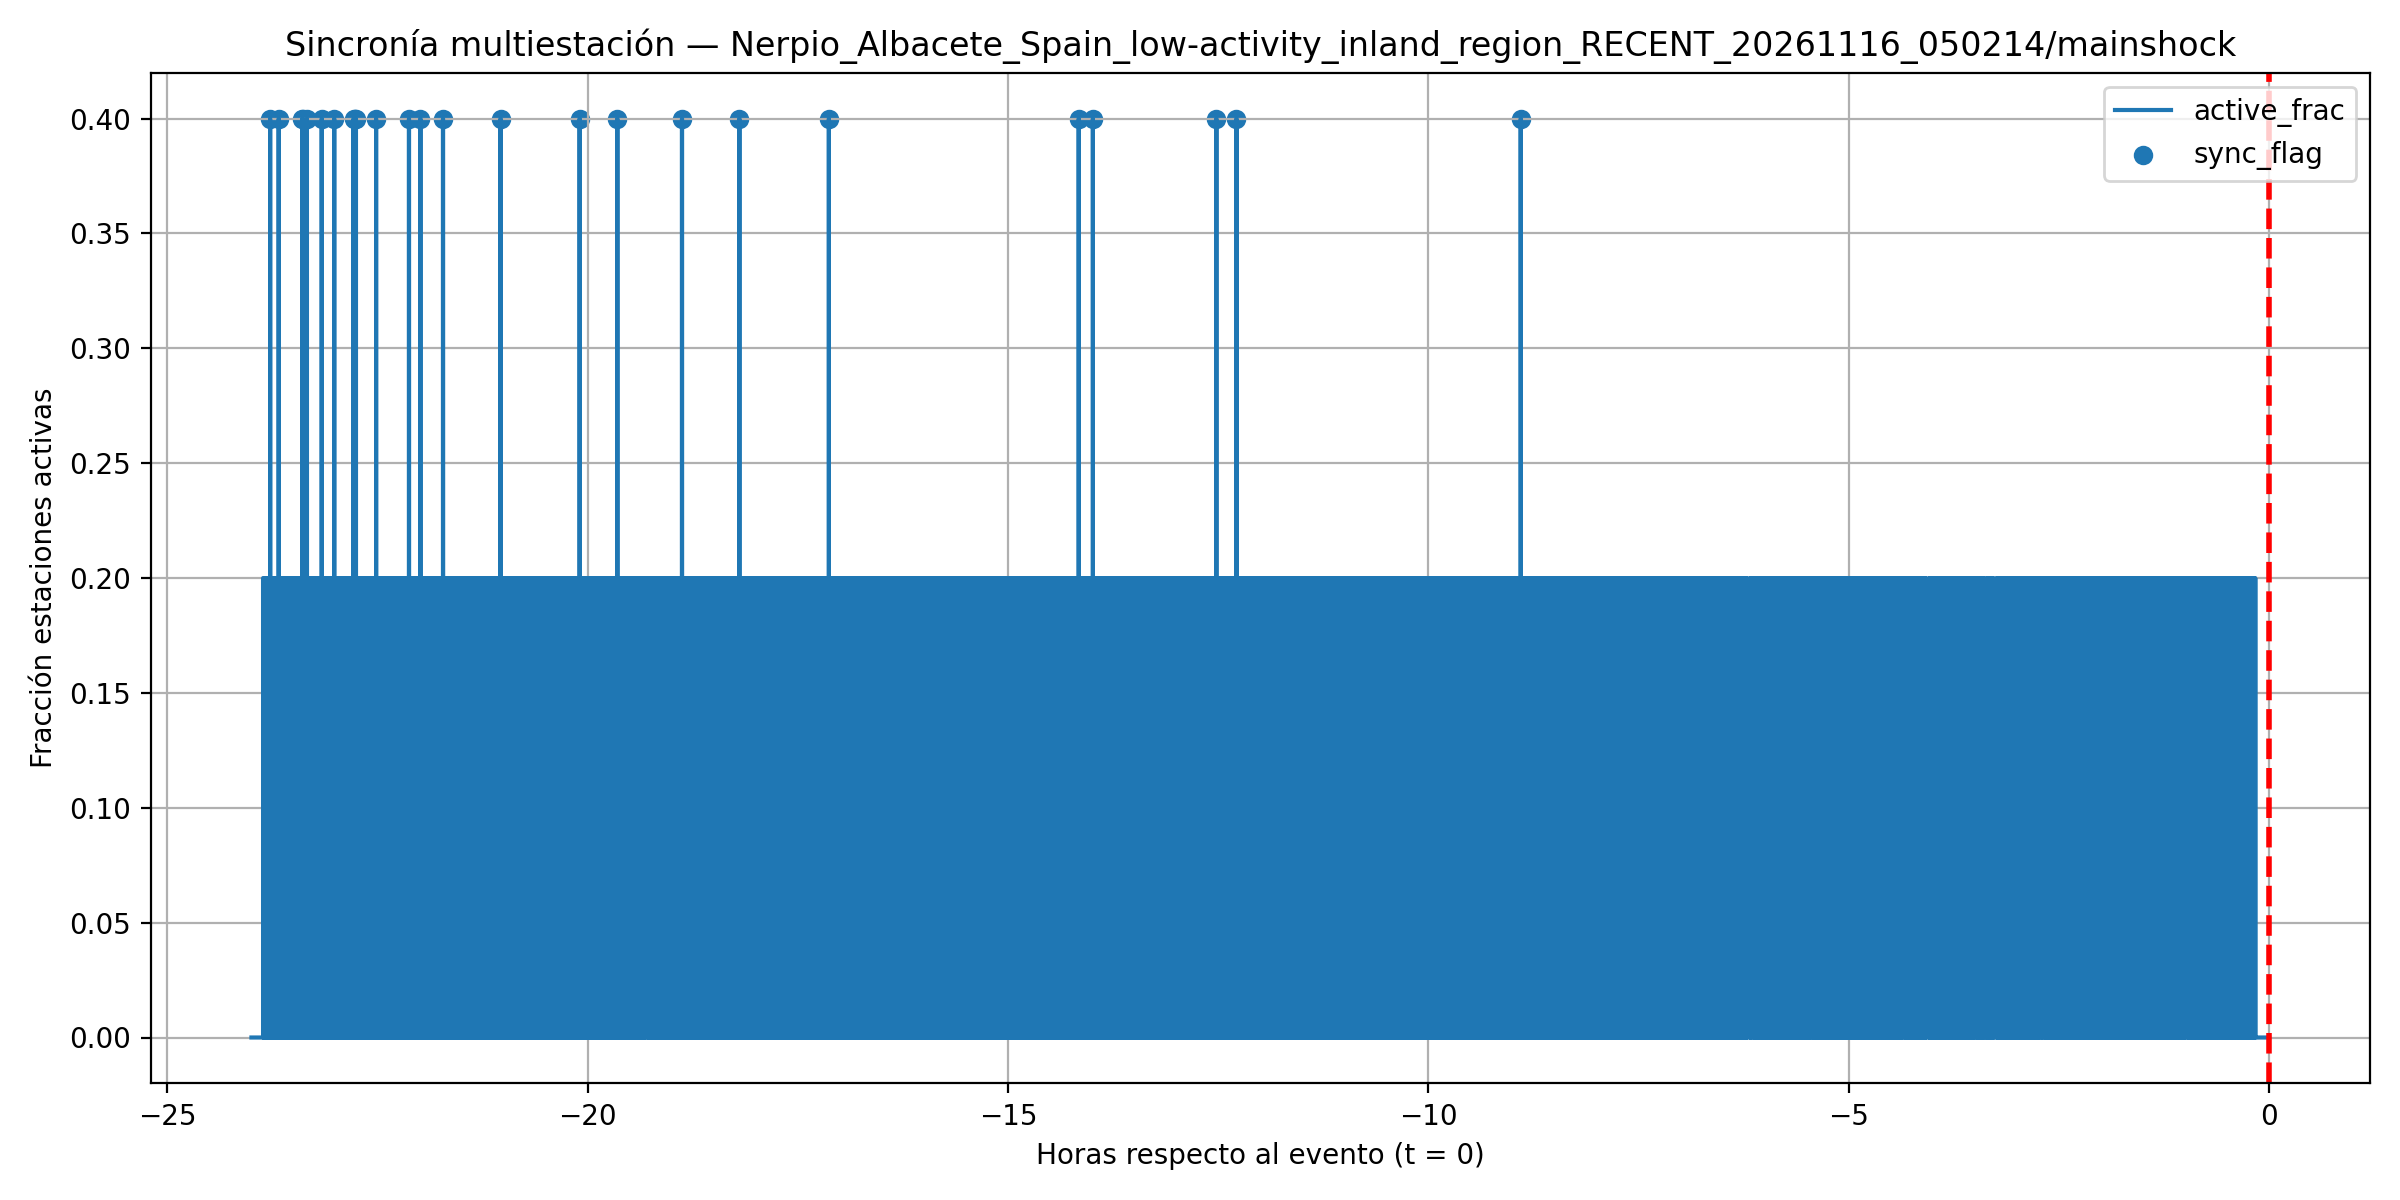 Sincronía multiestación — Nerpio_Albacete_Spain_low-activity_inland_region_RECENT_20261116_050214/mainshock
active_frac
sync_flag
Fracción estaciones activas
0.40
0.35
0.30
0.25
0.20
0.15
0.10
0.05
0.00
−25 −20 −15 −10 −5 0
Horas respecto al evento (t = 0)